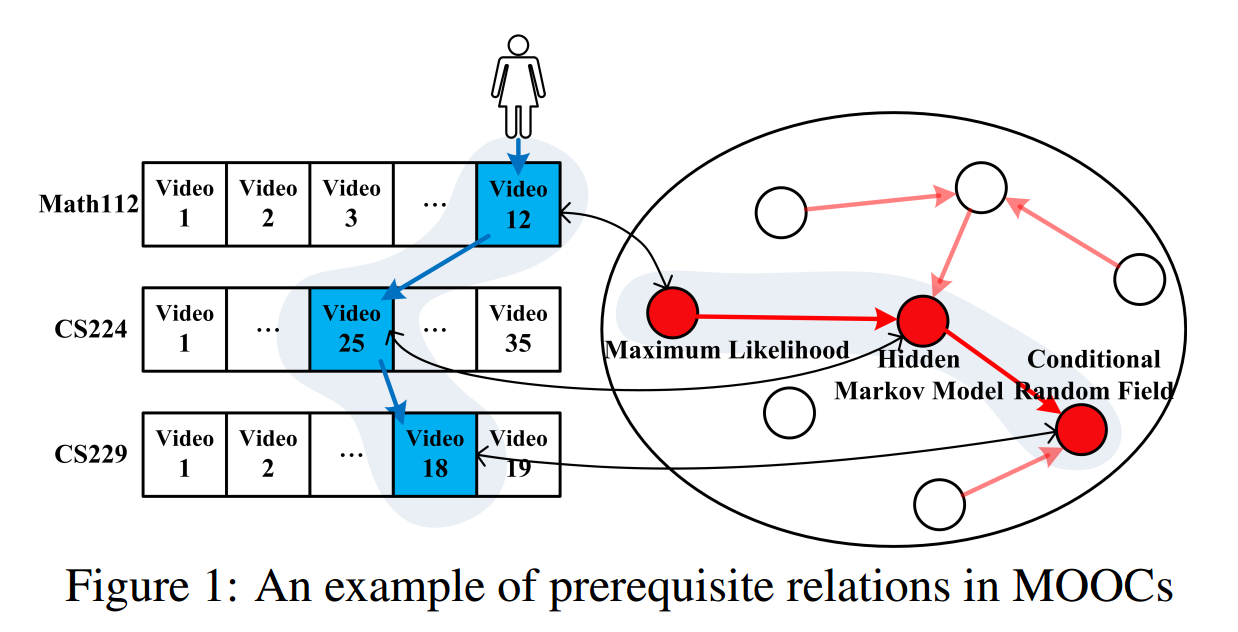 Math112
Video 1
Video 2
Video 3
...
Video 12
CS224
Video 1
...
Video 25
...
Video 35
CS229
Video 1
Video 2
...
Video 18
Video 19
Maximum Likelihood
Hidden
Markov Model
Conditional
Random Field
Figure 1: An example of prerequisite relations in MOOCs